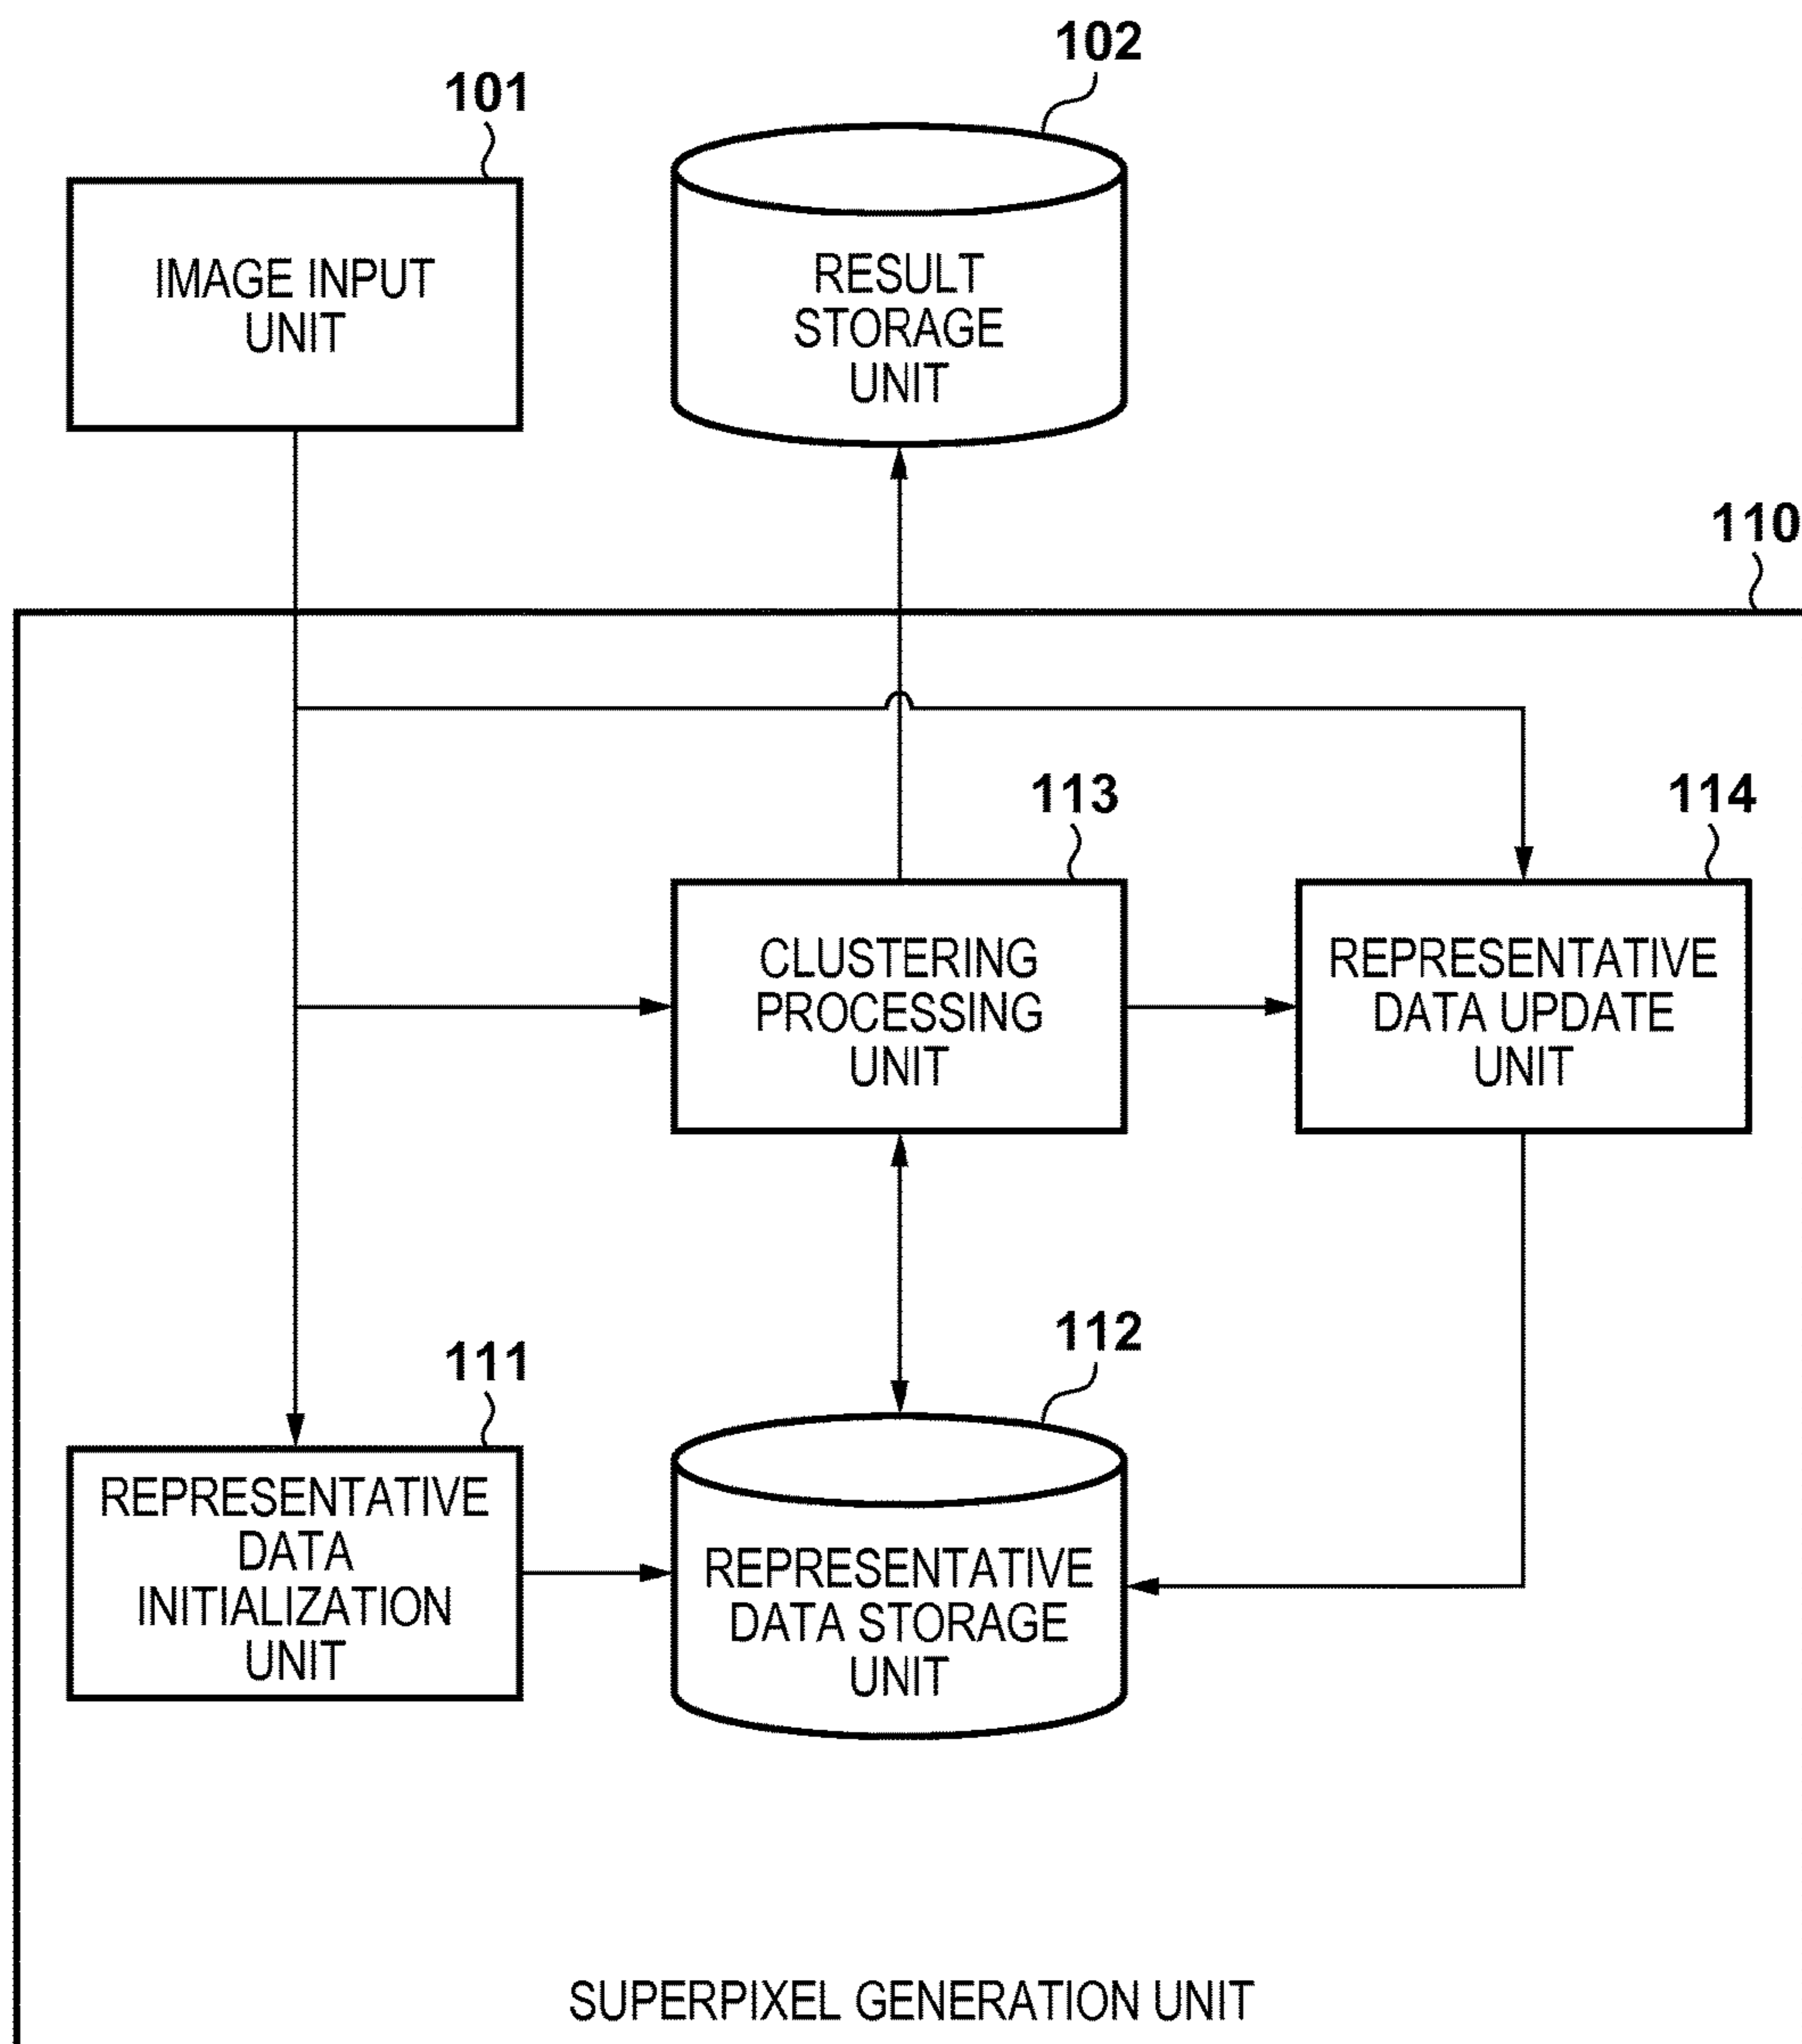 102
101
IMAGE INPUT
UNIT
RESULT
STORAGE
UNIT
110
113
114
CLUSTERING
PROCESSING
UNIT
REPRESENTATIVE
DATA UPDATE
UNIT
111
112
REPRESENTATIVE
DATA
INITIALIZATION
UNIT
REPRESENTATIVE
DATA STORAGE
UNIT
SUPERPIXEL GENERATION UNIT